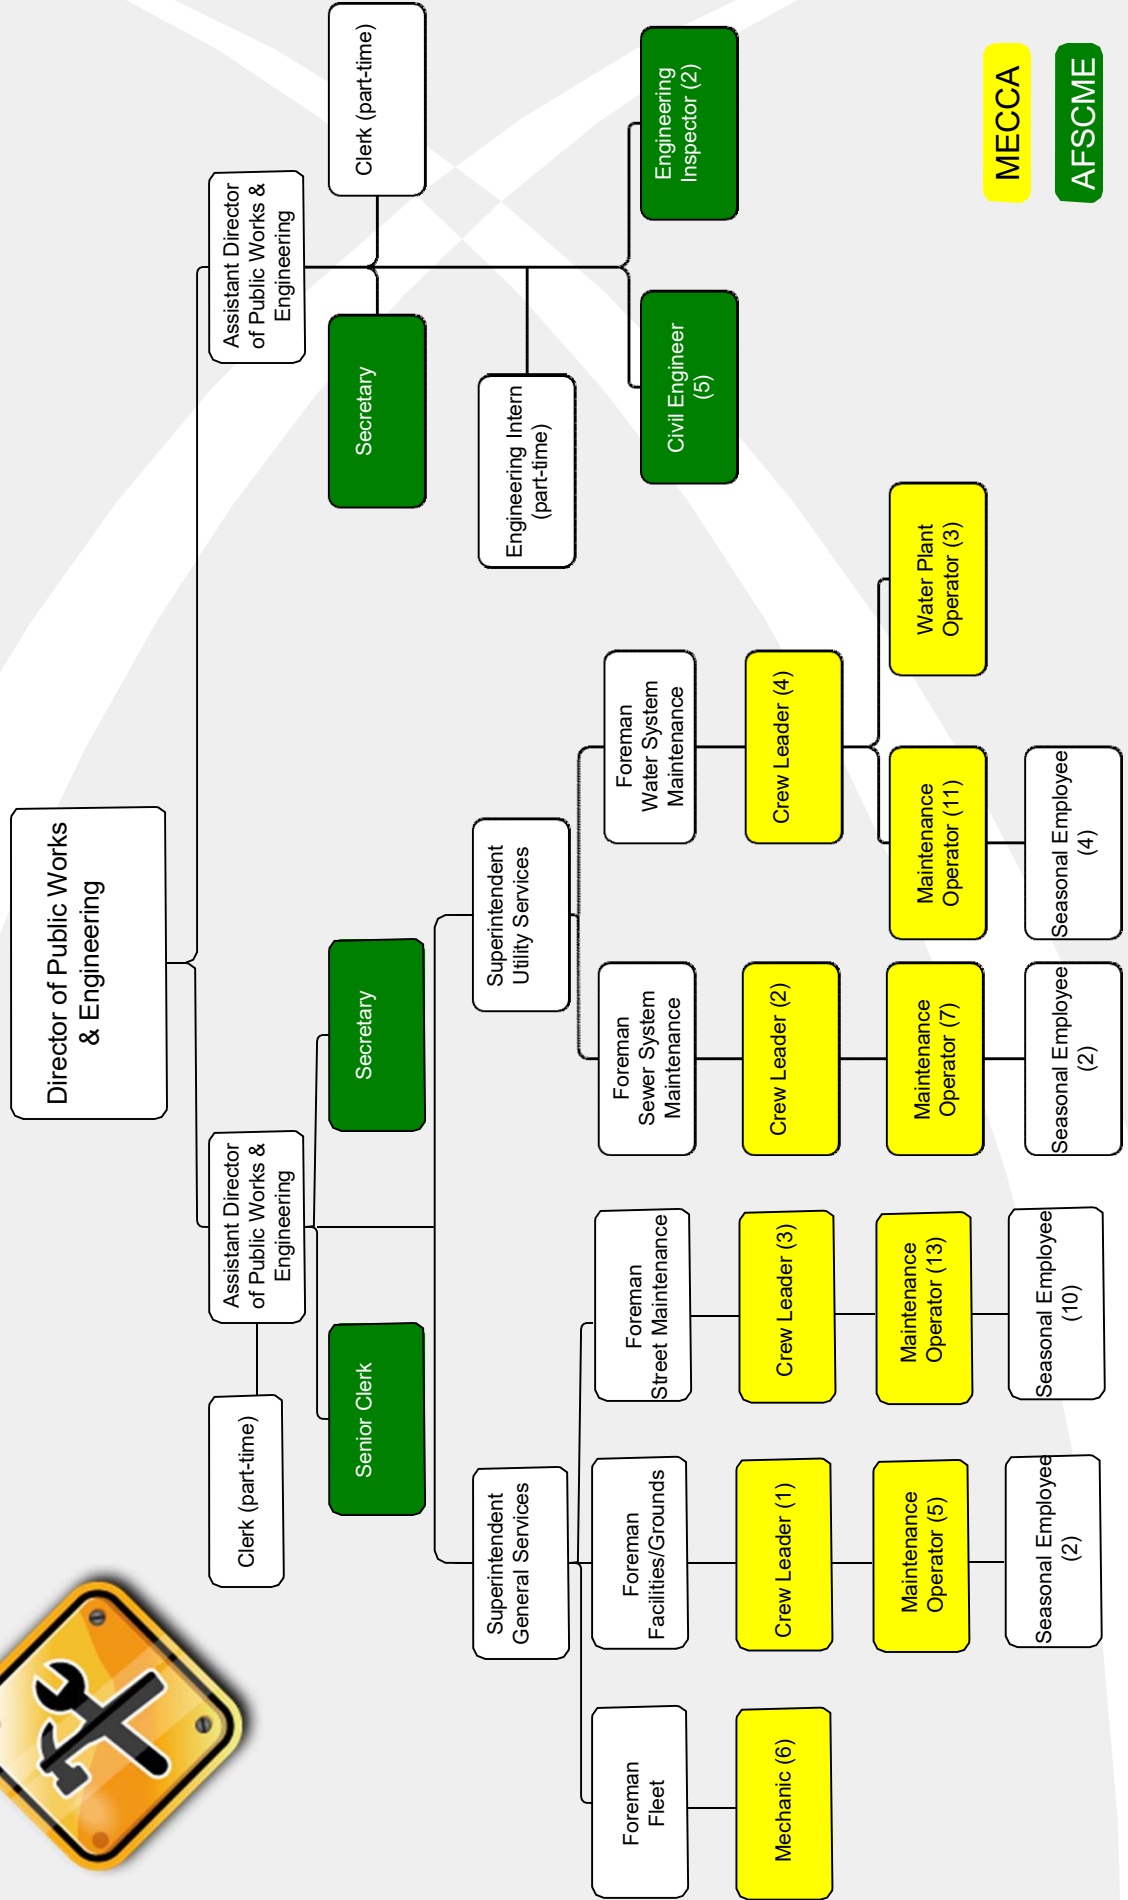 Director of Public Works
& Engineering
Clerk (part-time)
Assistant Director
of Public Works &
Engineering
Assistant Director
of Public Works &
Engineering
Senior Clerk
Secretary
Secretary
Clerk (part-time)
Superintendent
General Services
Superintendent
Utility Services
Engineering Intern
(part-time)
Foreman
Fleet
Foreman
Facilities/Grounds
Foreman
Street Maintenance
Foreman
Sewer System
Maintenance
Foreman
Water System
Maintenance
Civil Engineer
(5)
Engineering
Inspector (2)
Mechanic (6)
Crew Leader (1)
Crew Leader (3)
Crew Leader (2)
Crew Leader (4)
Maintenance
Operator (5)
Maintenance
Operator (13)
Maintenance
Operator (7)
Maintenance
Operator (11)
Water Plant
Operator (3)
Seasonal Employee
(2)
Seasonal Employee
(10)
Seasonal Employee
(2)
Seasonal Employee
(4)
MECCA
AFSCME